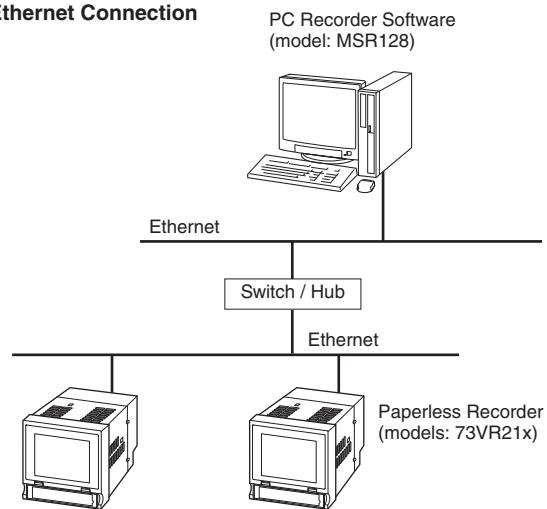 Ethernet Connection
PC Recorder Software
(model: MSR128)
Ethernet
Switch / Hub
Ethernet
Paperless Recorder
(models: 73VR21x)